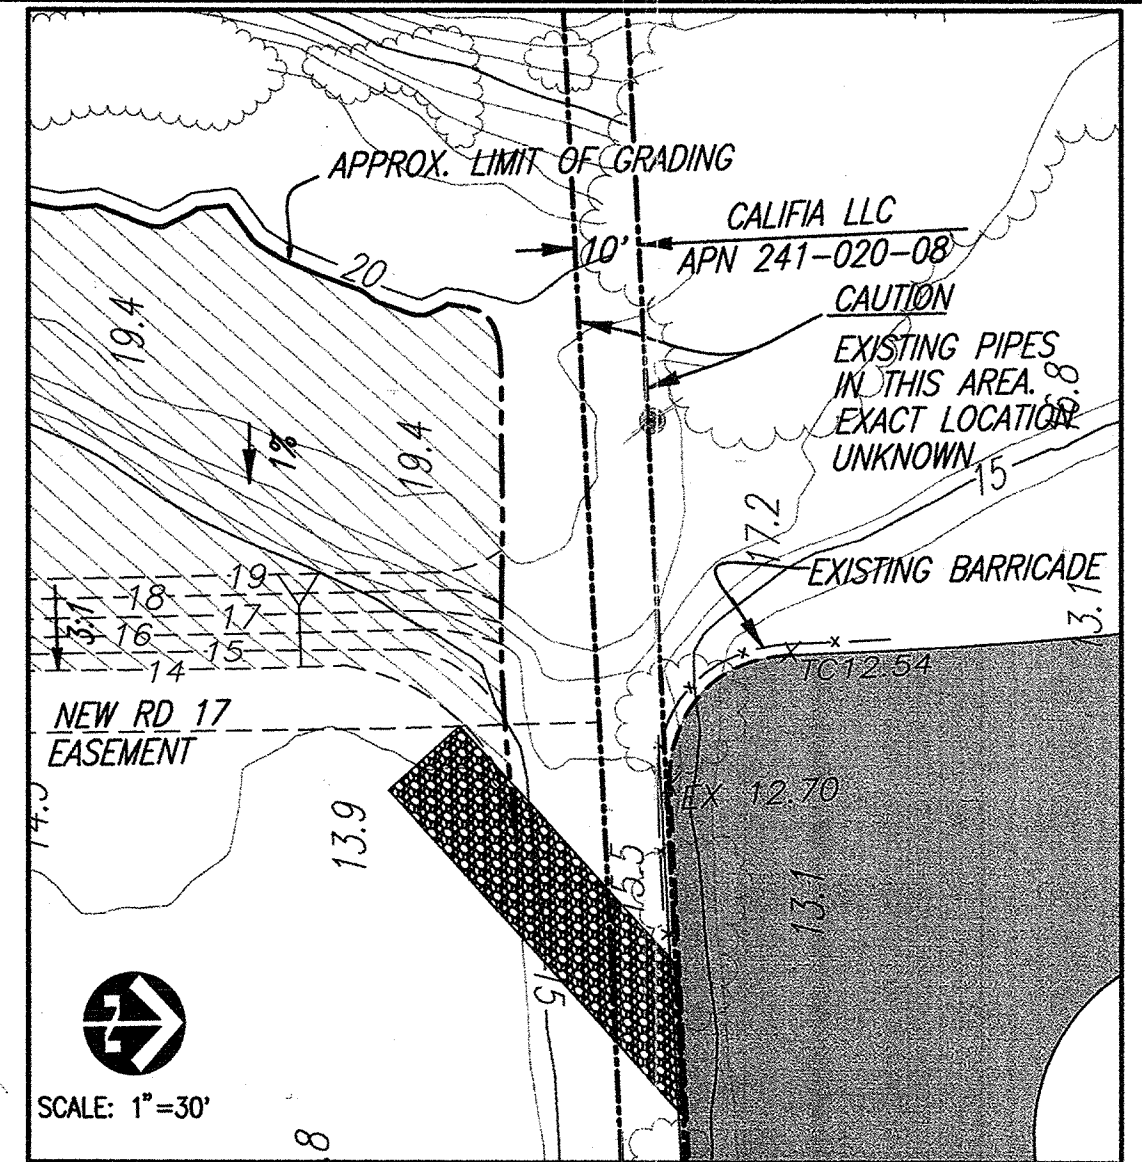 APPROX. LIMIT OF GRADING
CALIFIA LLC
10'
APN 241-020-08
20
CAUTION
19.4
EXISTING PIPES
IN THIS AREA.
EXACT LOCATION
UNKNOWN
19.4
1%
15
17.2
EXISTING BARRICADE
19
18
17
3:1
16
15
14
3.1
TC12.54
NEW RD 17
EASEMENT
EX 12.70
13.9
15.5
13.1
15
SCALE: 1"=30'
8